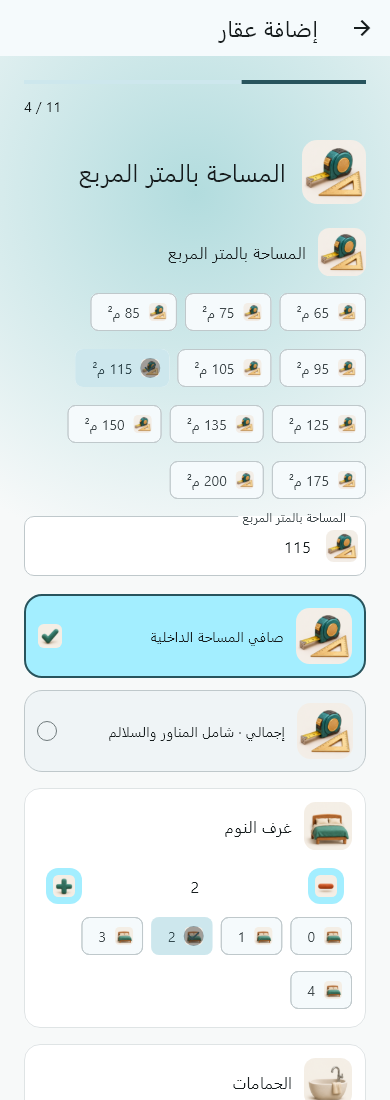 إضافة عقار
4 / 11
المساحة بالمتر المربع
المساحة بالمتر المربع
65 م²
75 م²
85 م²
95 م²
105 م²
115 م²
125 م²
135 م²
150 م²
175 م²
200 م²
المساحة بالمتر المربع
115
صافي المساحة الداخلية
إجمالي · شامل المناور والسلالم
غرف النوم
2
0
1
2
3
4
الحمامات